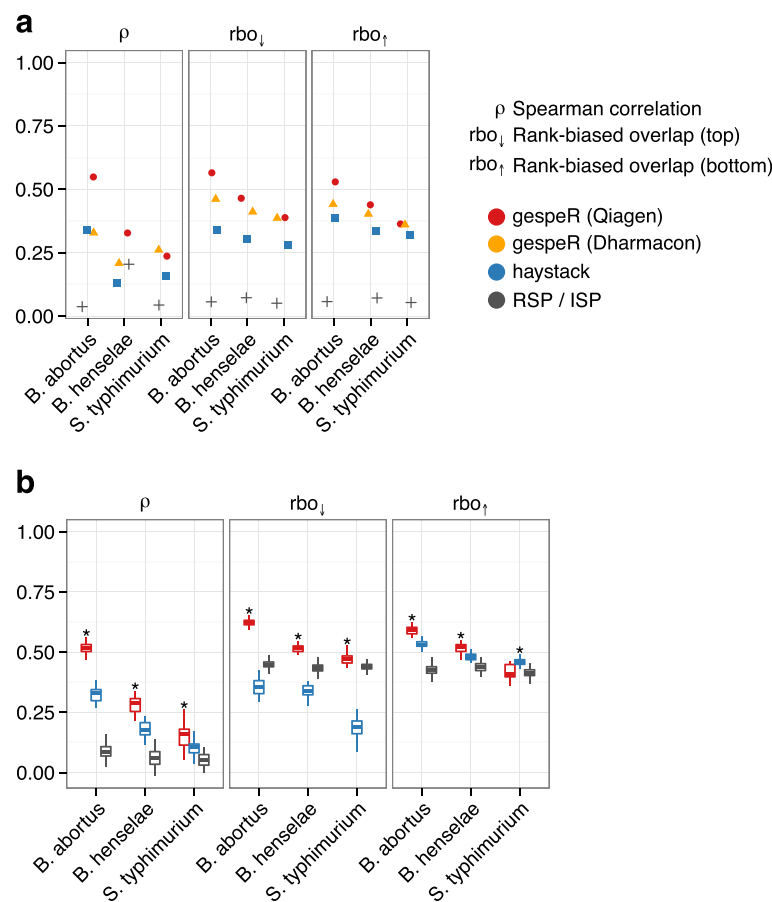 a
ρ rbo↓ rbo↑
1.00
0.75
0.50
0.25
0.00
B. abortus
B. henselae
S. typhimurium
B. abortus
B. henselae
S. typhimurium
B. abortus
B. henselae
S. typhimurium
ρ Spearman correlation
rbo↓ Rank-biased overlap (top)
rbo↑ Rank-biased overlap (bottom)
gespeR (Qiagen)
gespeR (Dharmacon)
haystack
RSP / ISP
b
ρ rbo↓ rbo↑
1.00
0.75
0.50
0.25
0.00
* * *
* * *
* * *
B. abortus
B. henselae
S. typhimurium
B. abortus
B. henselae
S. typhimurium
B. abortus
B. henselae
S. typhimurium